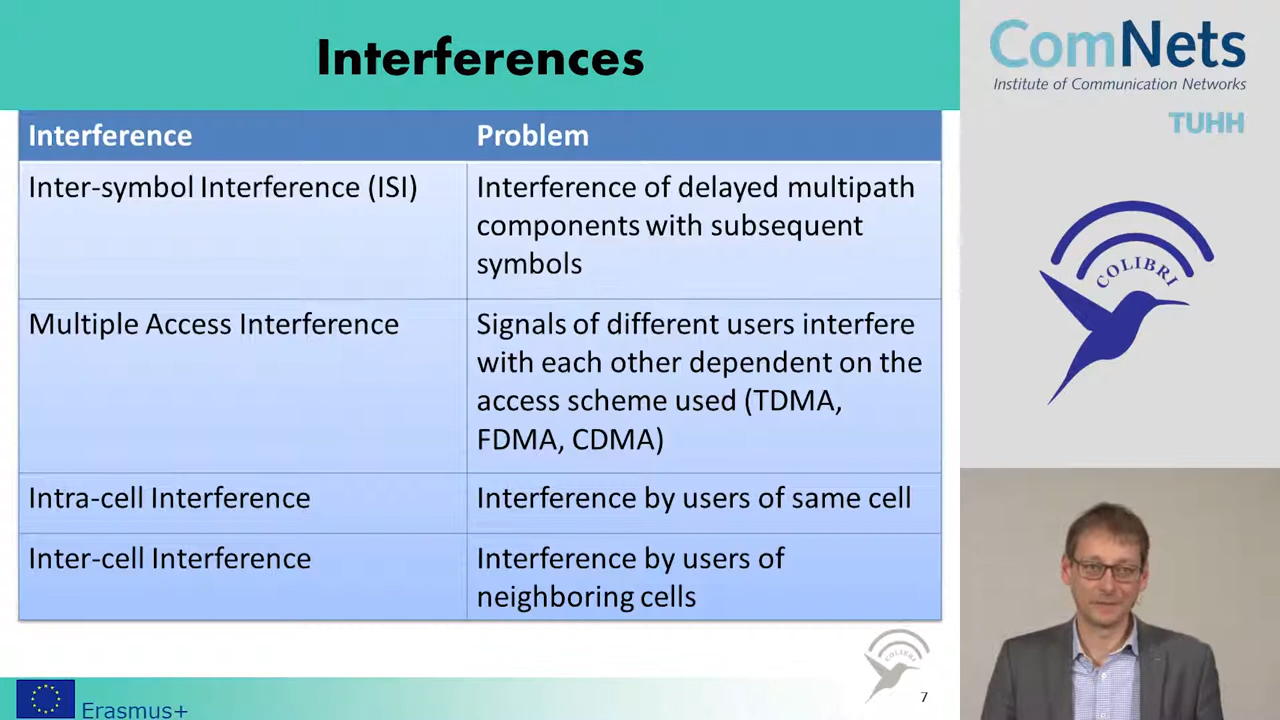 Interferences
Interference
Problem
Inter-symbol Interference (ISI)
Interference of delayed multipath
components with subsequent
symbols
Multiple Access Interference
Signals of different users interfere
with each other dependent on the
access scheme used (TDMA,
FDMA, CDMA)
Intra-cell Interference
Interference by users of same cell
Inter-cell Interference
Interference by users of
neighboring cells
COLIBRI
7
Erasmus+
ComNets
Institute of Communication Networks
TUHH
COLIBRI